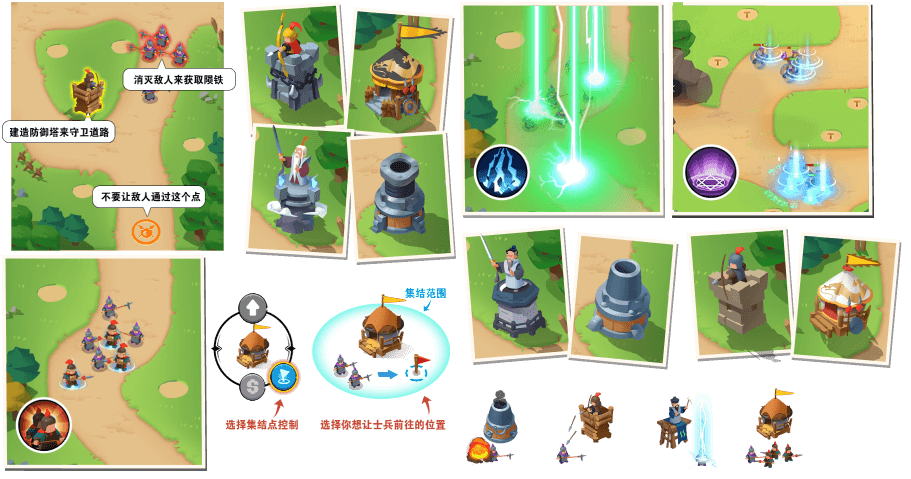 消灭敌人来获取陨铁
建造防御塔来守卫道路
不要让敌人通过这个点
集结范围
S
选择集结点控制
选择你想让士兵前往的位置